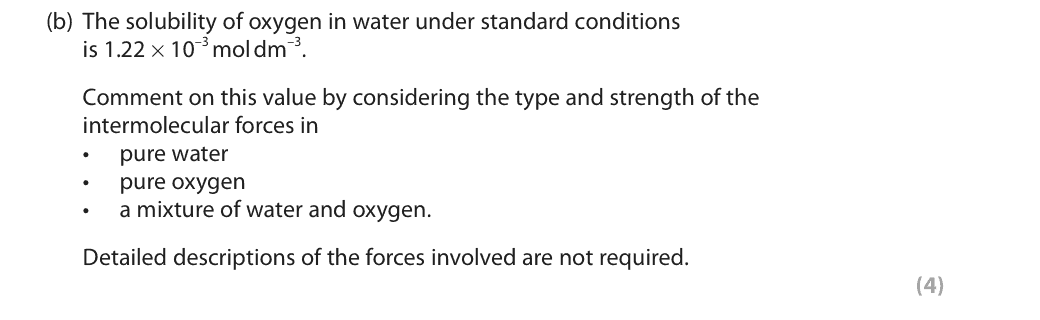 (b) The solubility of oxygen in water under standard conditions
is 1.22 × 10⁻³ mol dm⁻³.
Comment on this value by considering the type and strength of the
intermolecular forces in
• pure water
• pure oxygen
• a mixture of water and oxygen.
Detailed descriptions of the forces involved are not required.
(4)